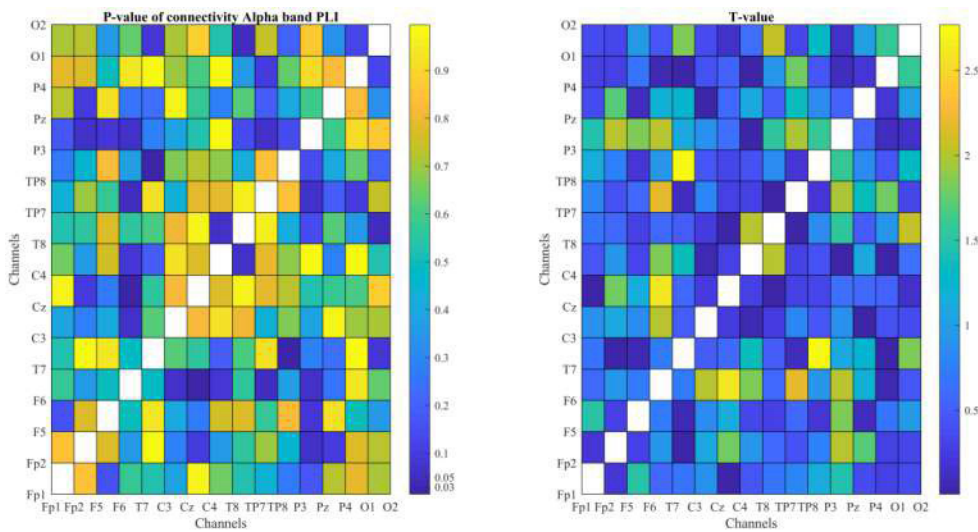 P-value of connectivity Alpha band PLI
T-value
O2
O1
P4
Pz
P3
TP8
TP7
T8
C4
Cz
C3
T7
F6
F5
Fp2
Fp1
Channels
Fp1 Fp2 F5 F6 T7 C3 Cz C4 T8 TP7 TP8 P3 Pz P4 O1 O2
Channels
0.9
0.8
0.7
0.6
0.5
0.4
0.3
0.2
0.1
0.05
0.03
O2
O1
P4
Pz
P3
TP8
TP7
T8
C4
Cz
C3
T7
F6
F5
Fp2
Fp1
Channels
Fp1 Fp2 F5 F6 T7 C3 Cz C4 T8 TP7 TP8 P3 Pz P4 O1 O2
Channels
2.5
2
1.5
1
0.5